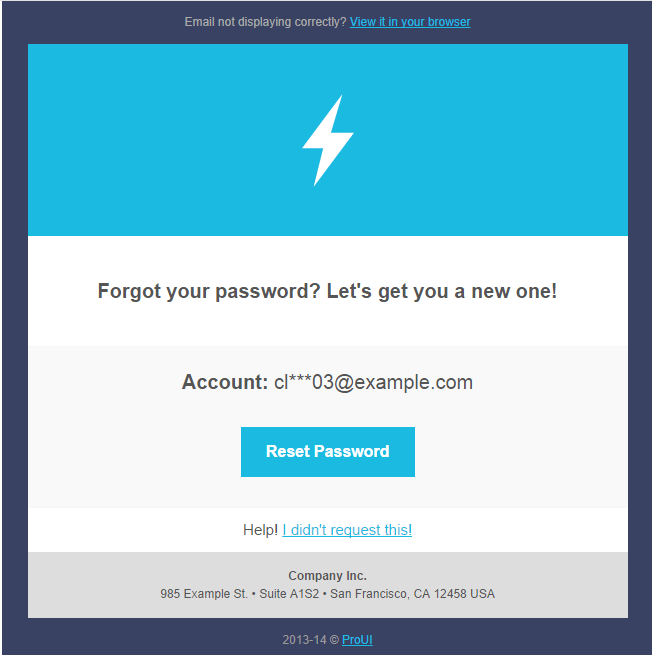 Email not displaying correctly? View it in your browser
Forgot your password? Let's get you a new one!
Account: cl***03@example.com
Reset Password
Help! I didn't request this!
Company Inc.
985 Example St. • Suite A1S2 • San Francisco, CA 12458 USA
2013-14 © ProUI